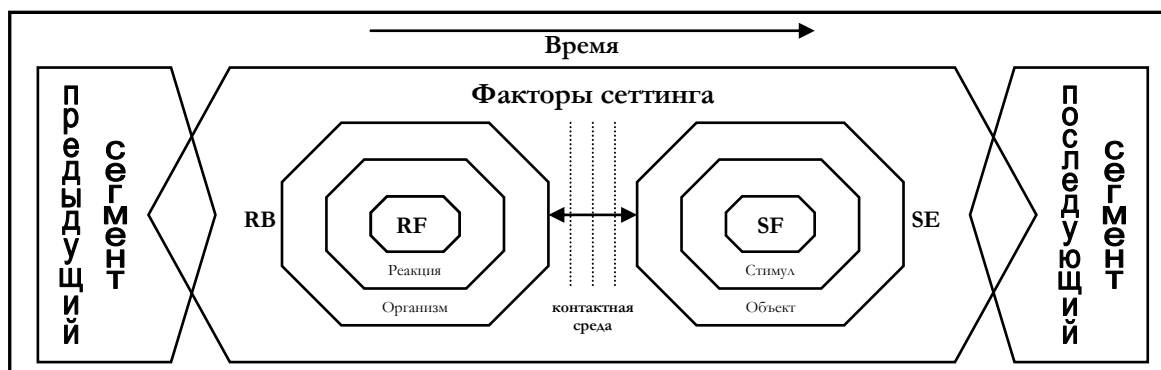 Время
Факторы сеттинга
предыдущий
сегмент
RB
RF
Реакция
Организм
контактная
среда
SF
Стимул
Объект
SE
последующий
сегмент